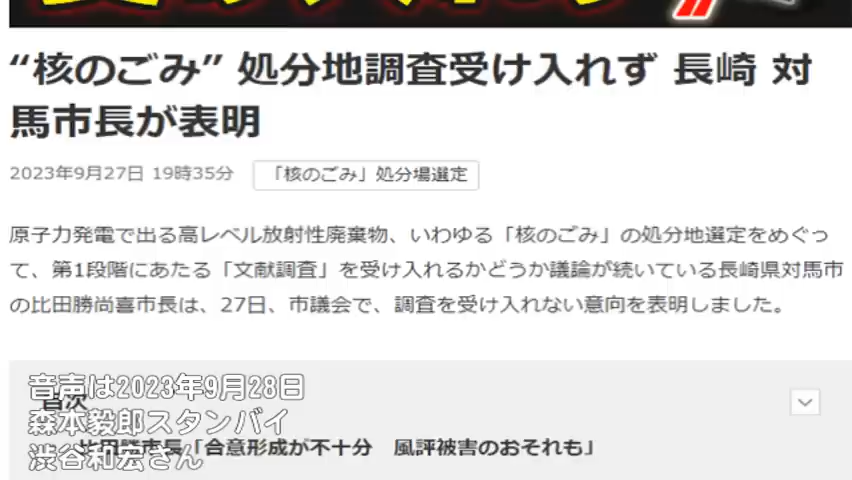 “核のごみ” 処分地調査受け入れず 長崎 対
馬市長が表明
2023年9月27日 19時35分
「核のごみ」処分場選定
原子力発電で出る高レベル放射性廃棄物、いわゆる「核のごみ」の処分地選定をめぐっ
て、第1段階にあたる「文献調査」を受け入れるかどうか議論が続いている長崎県対馬市
の比田勝尚喜市長は、27日、市議会で、調査を受け入れない意向を表明しました。
音声は2023年9月28日
目次
森本毅郎スタンバイ
比田勝市長「合意形成が不十分 風評被害のおそれも」
渋谷和宏さん